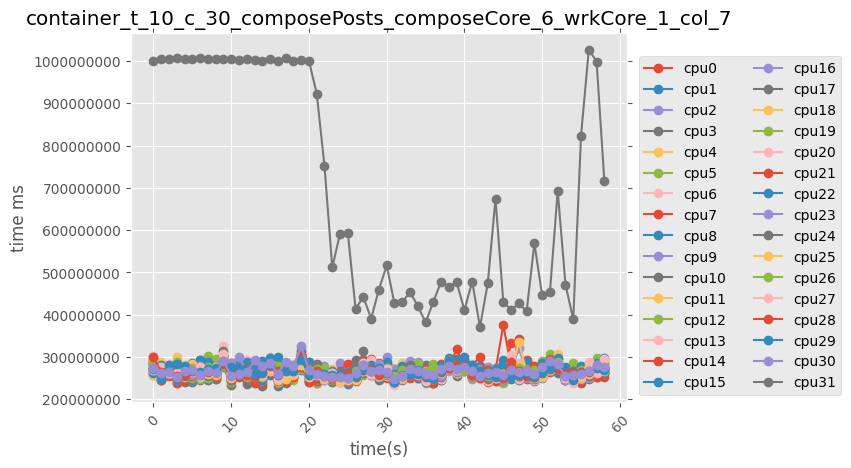 container_t_10_c_30_composePosts_composeCore_6_wrkCore_1_col_7
time ms
1000000000
900000000
800000000
700000000
600000000
500000000
400000000
300000000
200000000
0
10
20
30
40
50
60
time(s)
cpu0
cpu1
cpu2
cpu3
cpu4
cpu5
cpu6
cpu7
cpu8
cpu9
cpu10
cpu11
cpu12
cpu13
cpu14
cpu15
cpu16
cpu17
cpu18
cpu19
cpu20
cpu21
cpu22
cpu23
cpu24
cpu25
cpu26
cpu27
cpu28
cpu29
cpu30
cpu31